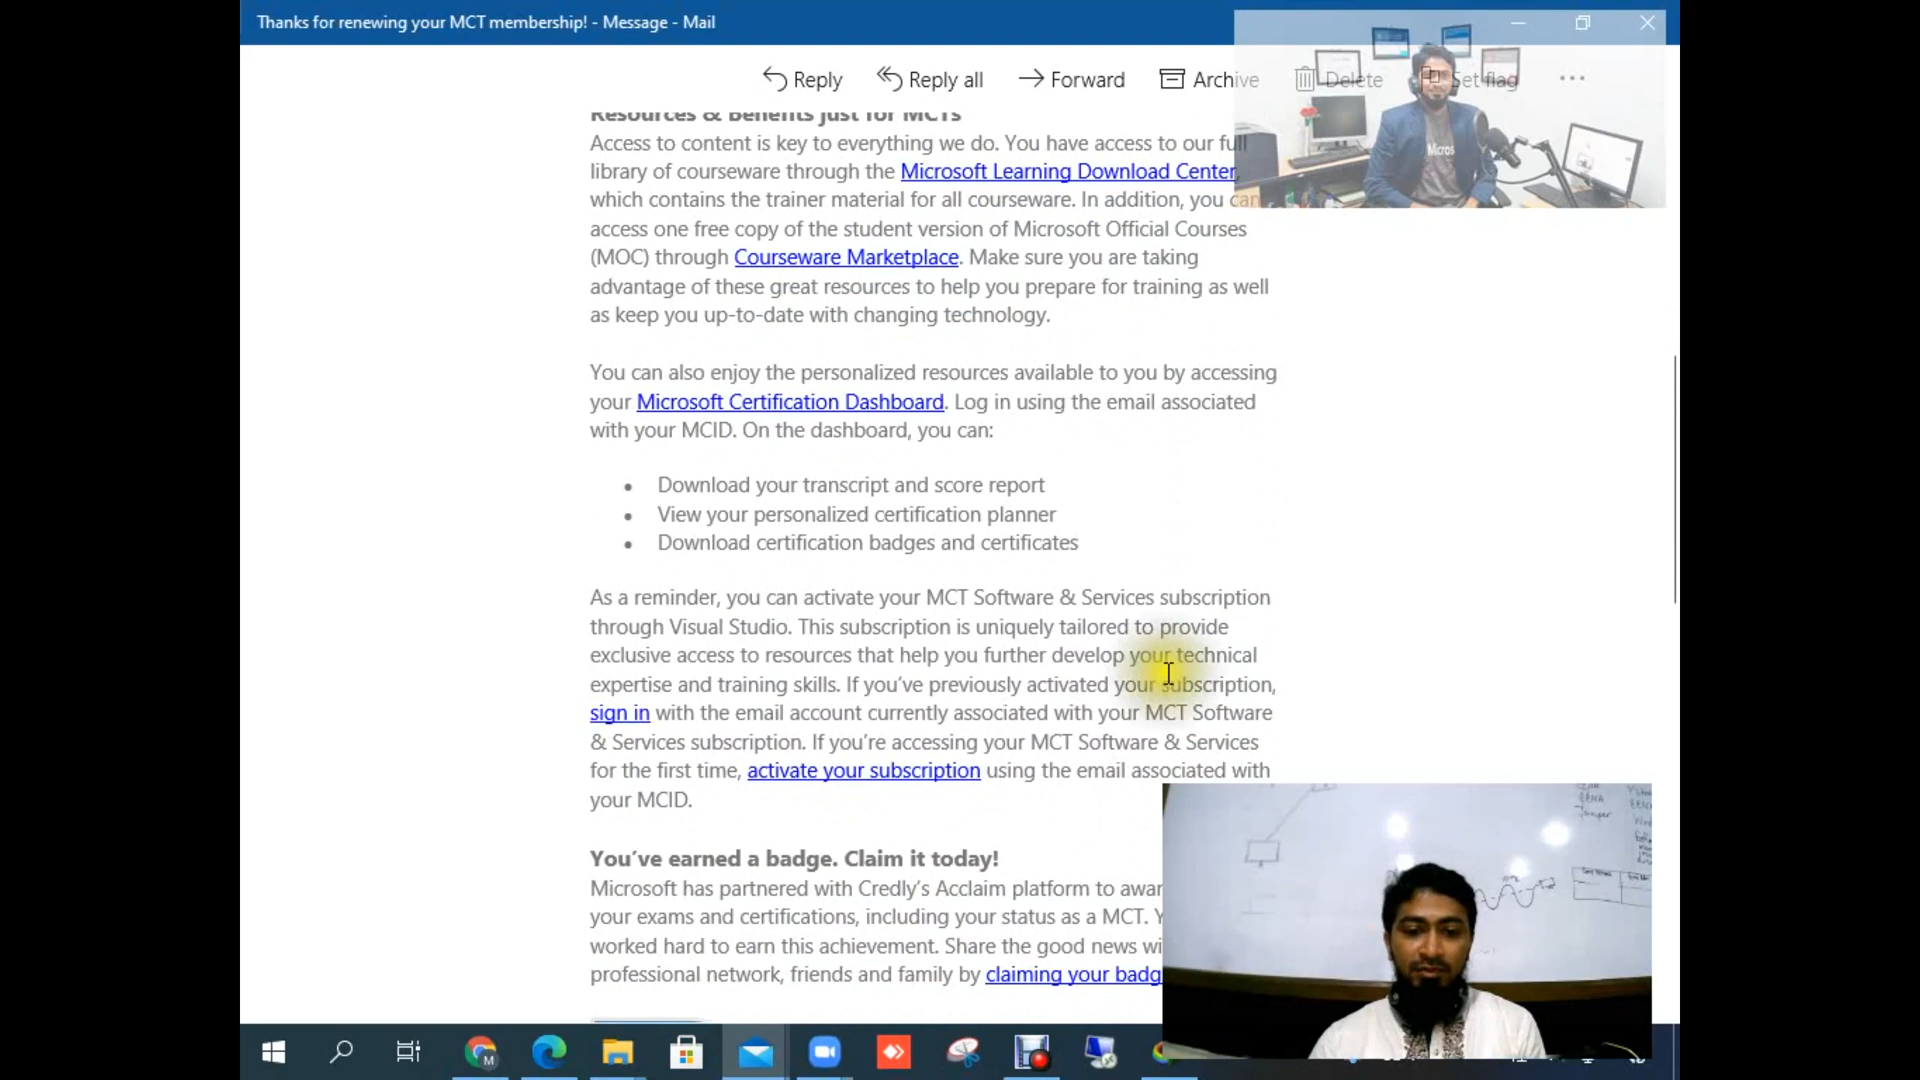 Thanks for renewing your MCT membership! - Message - Mail
Reply
Reply all
Forward
Archive
Delete
Set flag
Resources & Benefits just for MCTs
Access to content is key to everything we do. You have access to our full
library of courseware through the Microsoft Learning Download Center,
which contains the trainer material for all courseware. In addition, you can
access one free copy of the student version of Microsoft Official Courses
(MOC) through Courseware Marketplace. Make sure you are taking
advantage of these great resources to help you prepare for training as well
as keep you up-to-date with changing technology.
You can also enjoy the personalized resources available to you by accessing
your Microsoft Certification Dashboard. Log in using the email associated
with your MCID. On the dashboard, you can:
• Download your transcript and score report
• View your personalized certification planner
• Download certification badges and certificates
As a reminder, you can activate your MCT Software & Services subscription
through Visual Studio. This subscription is uniquely tailored to provide
exclusive access to resources that help you further develop your technical
expertise and training skills. If you’ve previously activated your subscription,
sign in with the email account currently associated with your MCT Software
& Services subscription. If you’re accessing your MCT Software & Services
for the first time, activate your subscription using the email associated with
your MCID.
You’ve earned a badge. Claim it today!
Microsoft has partnered with Credly’s Acclaim platform to awar
your exams and certifications, including your status as a MCT. Y
worked hard to earn this achievement. Share the good news wi
professional network, friends and family by claiming your badg